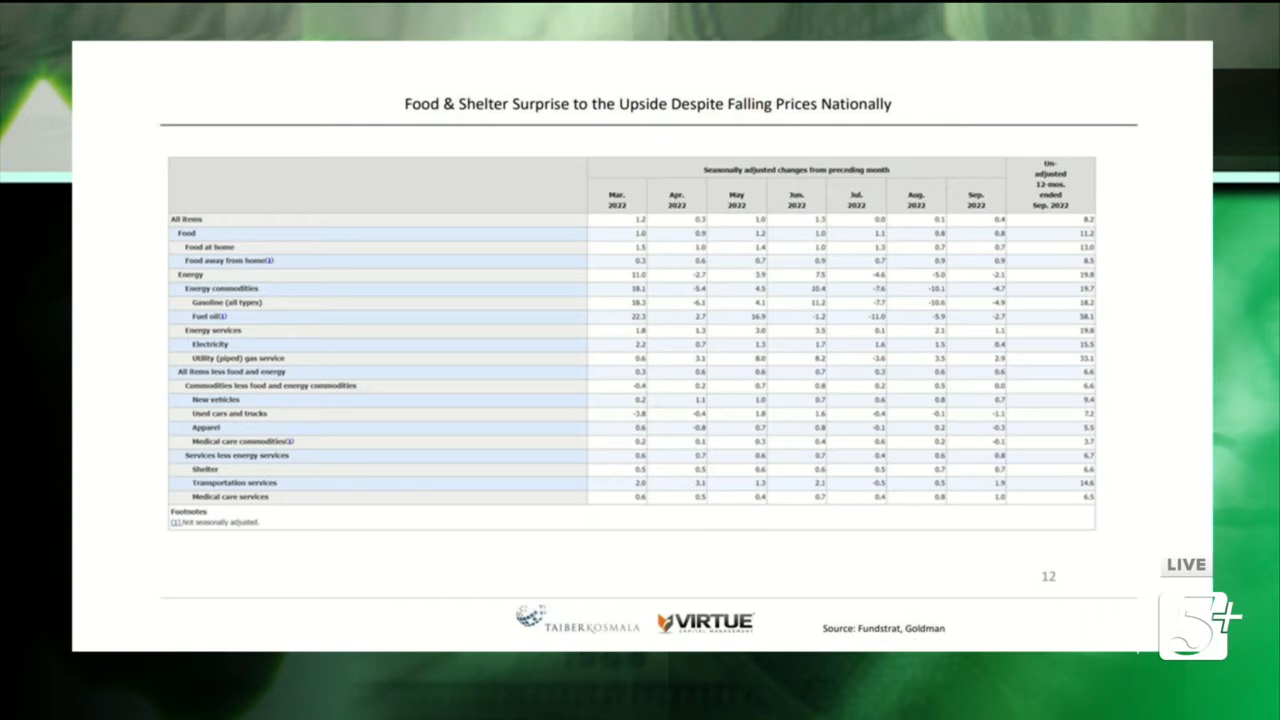 Food & Shelter Surprise to the Upside Despite Falling Prices Nationally
Seasonally adjusted changes from preceding month
Un-
adjusted
12-mos.
ended
Sep. 2022
Mar. 2022 Apr. 2022 May 2022 Jun. 2022 Jul. 2022 Aug. 2022 Sep. 2022
All items 1.2 0.3 1.0 1.3 0.0 0.1 0.4 8.2
Food 1.0 0.9 1.2 1.0 1.1 0.8 0.8 11.2
Food at home 1.5 1.0 1.4 1.0 1.3 0.7 0.7 13.0
Food away from home(1) 0.3 0.6 0.7 0.9 0.7 0.9 0.9 8.5
Energy 11.0 -2.7 3.9 7.5 -4.6 -5.0 -2.1 19.8
Energy commodities 18.1 -5.4 4.5 10.4 -7.6 -10.1 -4.7 19.7
Gasoline (all types) 18.3 -6.1 4.1 11.2 -7.7 -10.6 -4.9 18.2
Fuel oil(1) 22.3 2.7 16.9 -1.2 -11.0 -5.9 -2.7 58.1
Energy services 1.8 1.3 3.0 3.5 0.1 2.1 1.1 19.8
Electricity 2.2 0.7 1.3 1.7 1.6 1.5 0.4 15.5
Utility (piped) gas service 0.6 3.1 8.0 8.2 -3.6 3.5 2.9 33.1
All items less food and energy 0.3 0.6 0.6 0.7 0.3 0.6 0.6 6.6
Commodities less food and energy commodities -0.4 0.2 0.7 0.8 0.2 0.5 0.0 6.6
New vehicles 0.2 1.1 1.0 0.7 0.6 0.8 0.7 9.4
Used cars and trucks -3.8 -0.4 1.8 1.6 -0.4 -0.1 -1.1 7.2
Apparel 0.6 -0.8 0.7 0.8 -0.1 0.2 -0.3 5.5
Medical care commodities(1) 0.2 0.1 0.3 0.4 0.6 0.2 -0.1 3.7
Services less energy services 0.6 0.7 0.6 0.7 0.4 0.6 0.8 6.7
Shelter 0.5 0.5 0.6 0.6 0.5 0.7 0.7 6.6
Transportation services 2.0 3.1 1.3 2.1 -0.5 0.5 1.9 14.6
Medical care services 0.6 0.5 0.4 0.7 0.4 0.8 1.0 6.5
Footnotes
(1) Not seasonally adjusted.
12
LIVE
5+
TAIBERKOSMALA
VIRTUE
CAPITAL MANAGEMENT
Source: Fundstrat, Goldman